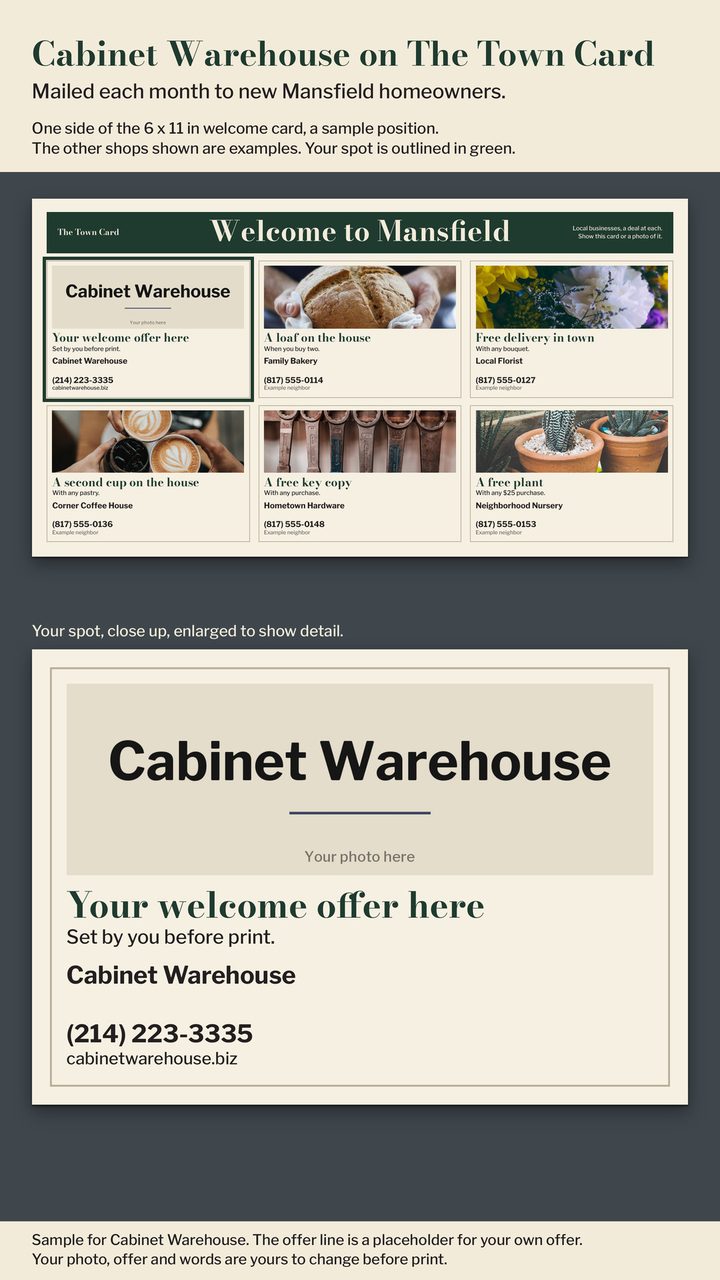 Cabinet Warehouse on The Town Card
Mailed each month to new Mansfield homeowners.
One side of the 6 x 11 in welcome card, a sample position.
The other shops shown are examples. Your spot is outlined in green.
The Town Card
Welcome to Mansfield
Local businesses, a deal at each.
Show this card or a photo of it.
Cabinet Warehouse
Your photo here
Your welcome offer here
Set by you before print.
Cabinet Warehouse
(214) 223-3335
cabinetwarehouse.biz
A loaf on the house
When you buy two.
Family Bakery
(817) 555-0114
Example neighbor
Free delivery in town
With any bouquet.
Local Florist
(817) 555-0127
Example neighbor
A second cup on the house
With any pastry.
Corner Coffee House
(817) 555-0136
Example neighbor
A free key copy
With any purchase.
Hometown Hardware
(817) 555-0148
Example neighbor
A free plant
With any $25 purchase.
Neighborhood Nursery
(817) 555-0153
Example neighbor
Your spot, close up, enlarged to show detail.
Cabinet Warehouse
Your photo here
Your welcome offer here
Set by you before print.
Cabinet Warehouse
(214) 223-3335
cabinetwarehouse.biz
Sample for Cabinet Warehouse. The offer line is a placeholder for your own offer.
Your photo, offer and words are yours to change before print.